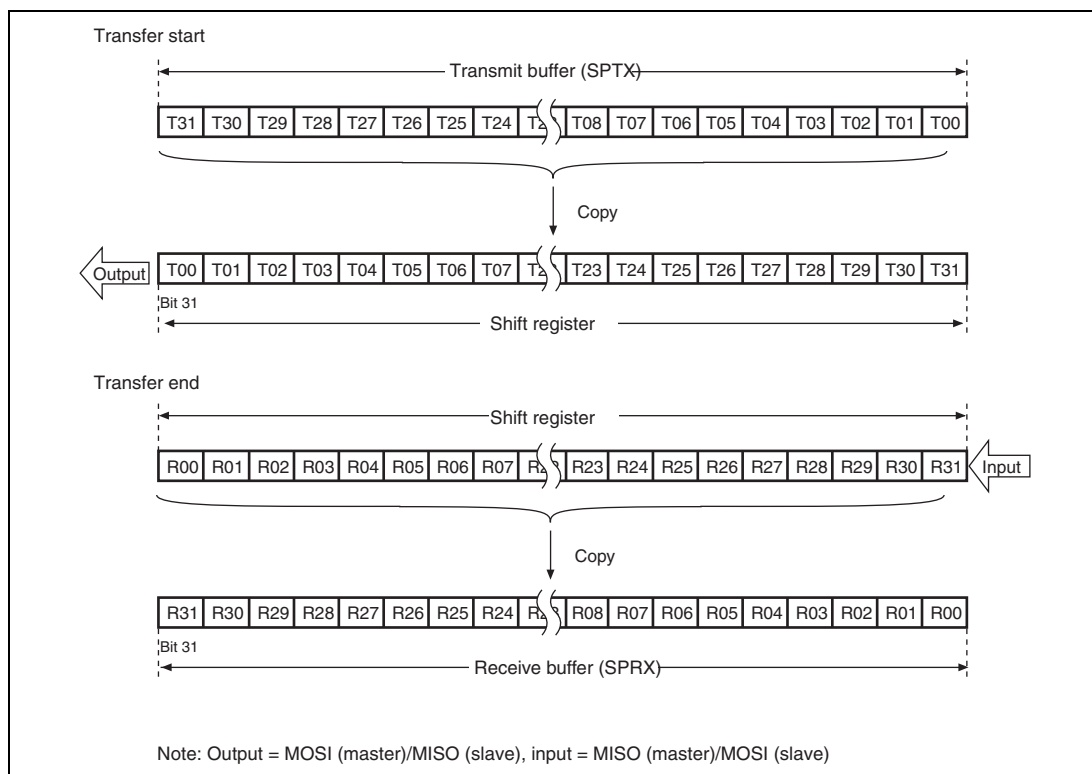 Transfer start
Transmit buffer (SPTX)
T31 T30 T29 T28 T27 T26 T25 T24 T08 T07 T06 T05 T04 T03 T02 T01 T00
Copy
Output T00 T01 T02 T03 T04 T05 T06 T07 T23 T24 T25 T26 T27 T28 T29 T30 T31
Bit 31
Shift register
Transfer end
Shift register
R00 R01 R02 R03 R04 R05 R06 R07 R23 R24 R25 R26 R27 R28 R29 R30 R31 Input
Copy
R31 R30 R29 R28 R27 R26 R25 R24 R08 R07 R06 R05 R04 R03 R02 R01 R00
Bit 31
Receive buffer (SPRX)
Note: Output = MOSI (master)/MISO (slave), input = MISO (master)/MOSI (slave)